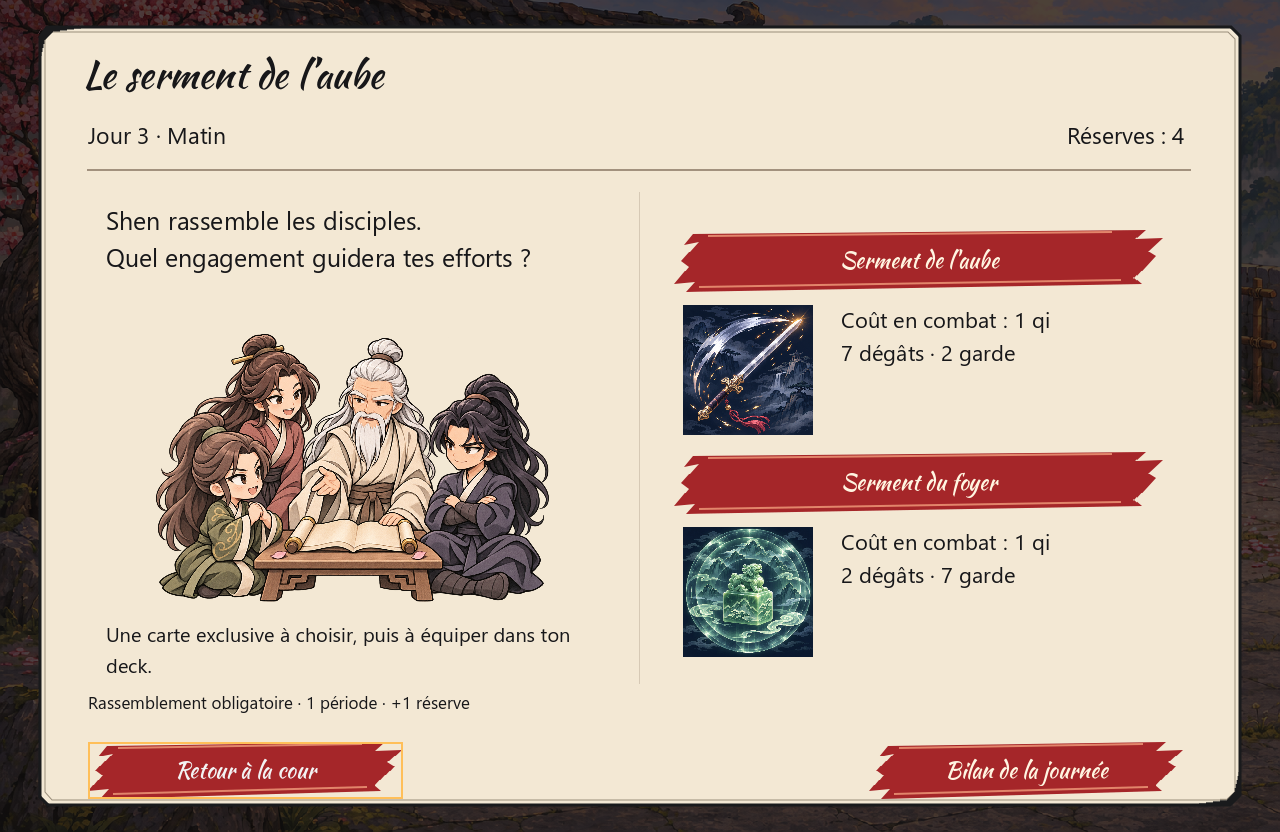 Le serment de l'aube
Jour 3 · Matin
Réserves : 4
Shen rassemble les disciples.
Quel engagement guidera tes efforts ?
Une carte exclusive à choisir, puis à équiper dans ton
deck.
Rassemblement obligatoire · 1 période · +1 réserve
Serment de l'aube
Coût en combat : 1 qi
7 dégâts · 2 garde
Serment du foyer
Coût en combat : 1 qi
2 dégâts · 7 garde
Retour à la cour
Bilan de la journée